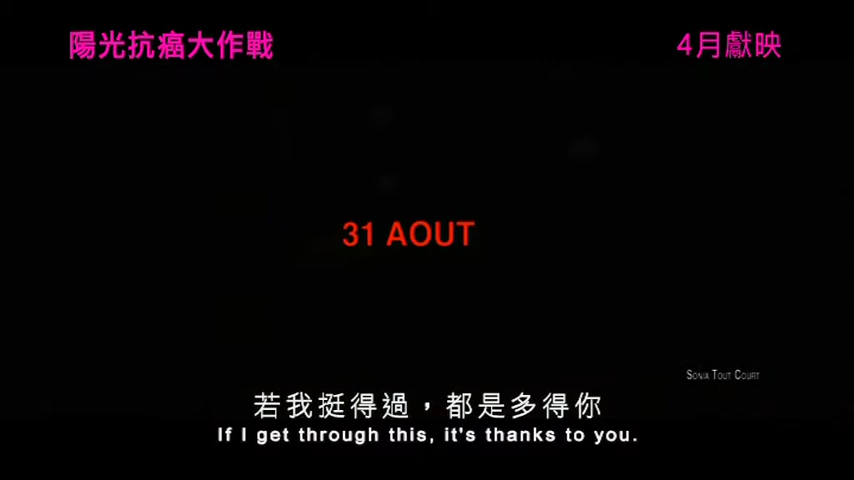 陽光抗癌大作戰
4月獻映
31 AOUT
SONIA TOUT COURT
若我挺得過，都是多得你
If I get through this, it's thanks to you.